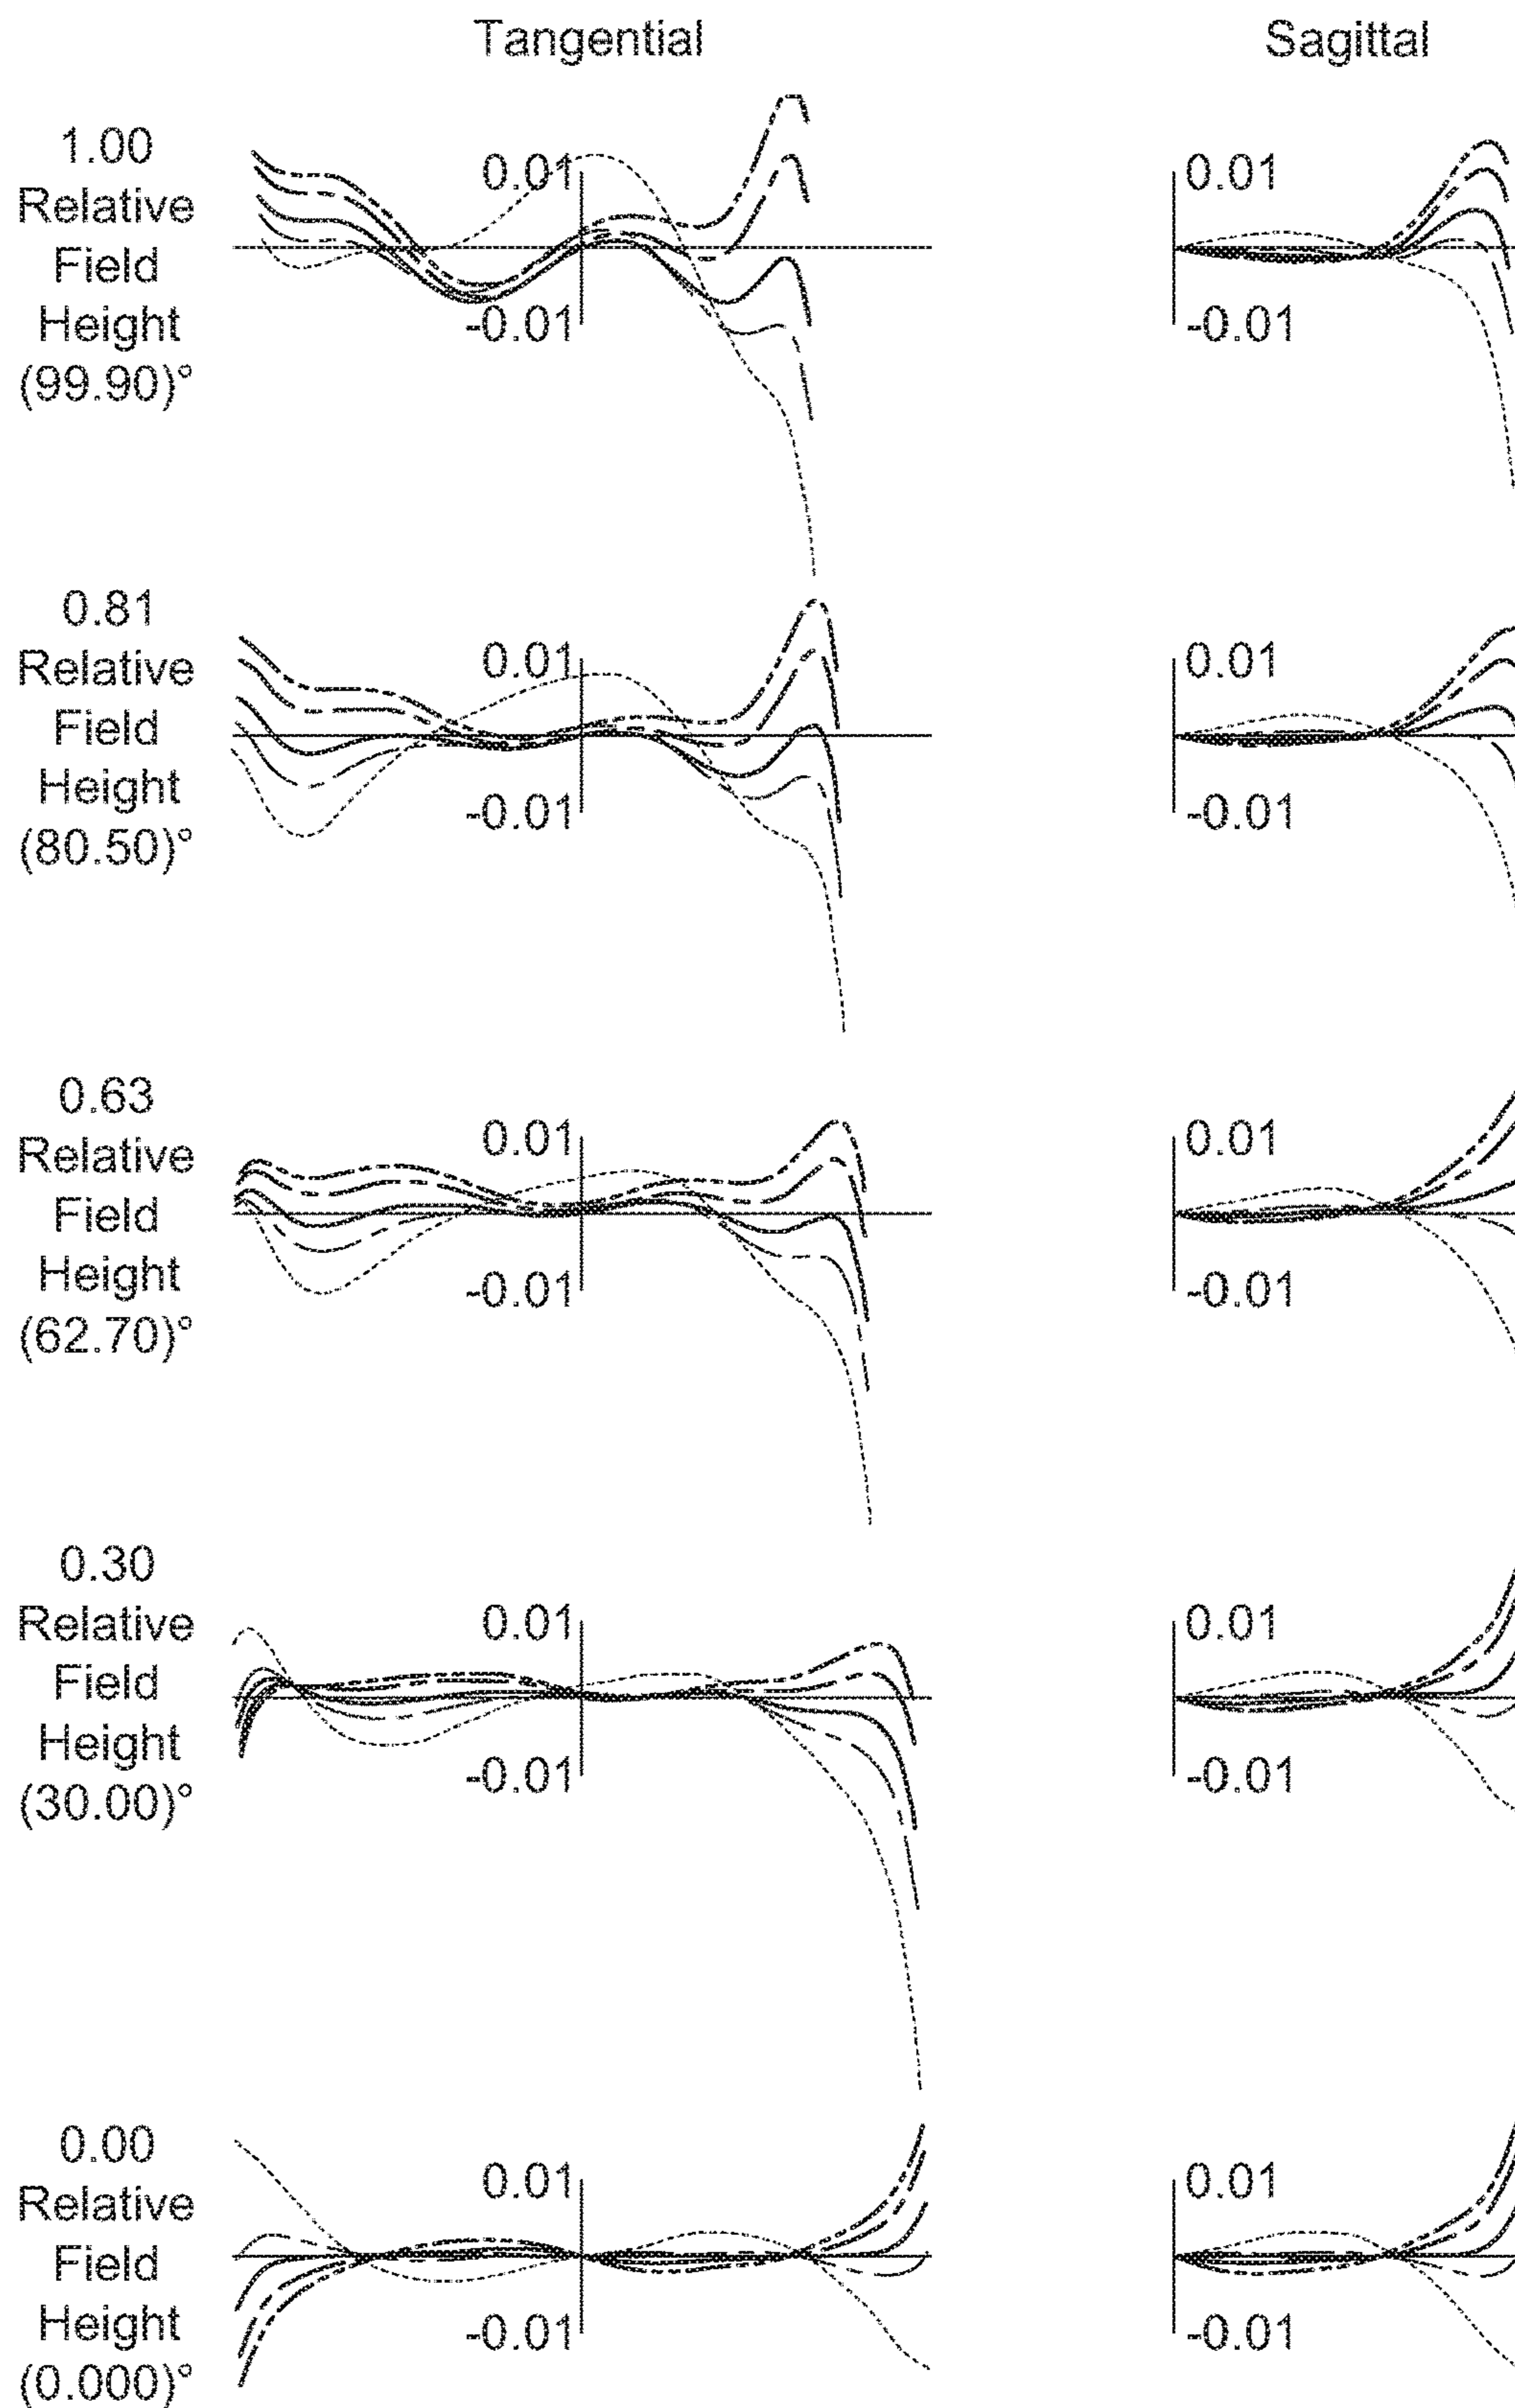 Tangential
Sagittal
1.00
Relative
Field
Height
(99.90)°
0.01
-0.01
0.01
-0.01
0.81
Relative
Field
Height
(80.50)°
0.01
-0.01
0.01
-0.01
0.63
Relative
Field
Height
(62.70)°
0.01
-0.01
0.01
-0.01
0.30
Relative
Field
Height
(30.00)°
0.01
-0.01
0.01
-0.01
0.00
Relative
Field
Height
(0.000)°
0.01
-0.01
0.01
-0.01